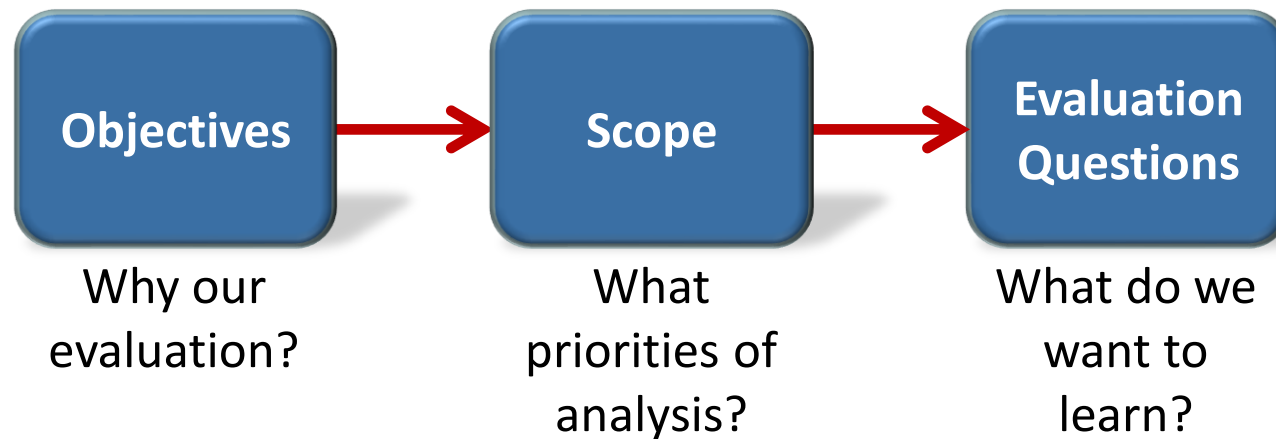 Objectives
Why our
evaluation?
Scope
What
priorities of
analysis?
Evaluation
Questions
What do we
want to
learn?